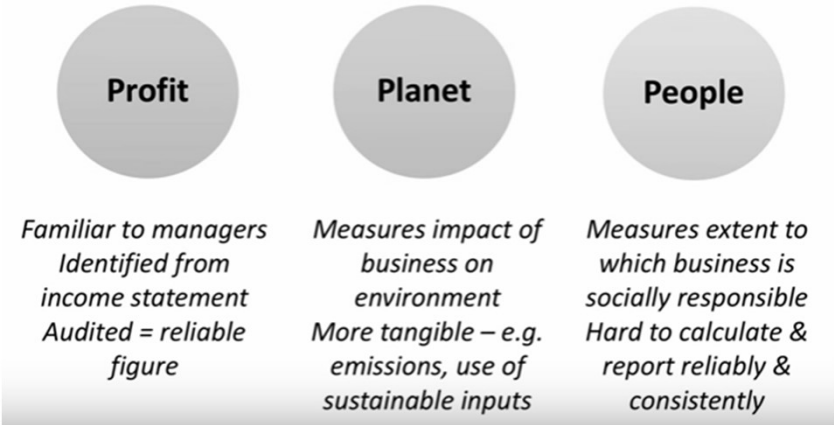 Profit
Planet
People
Familiar to managers
Identified from
income statement
Audited = reliable
figure
Measures impact of
business on
environment
More tangible – e.g.
emissions, use of
sustainable inputs
Measures extent to
which business is
socially responsible
Hard to calculate &
report reliably &
consistently